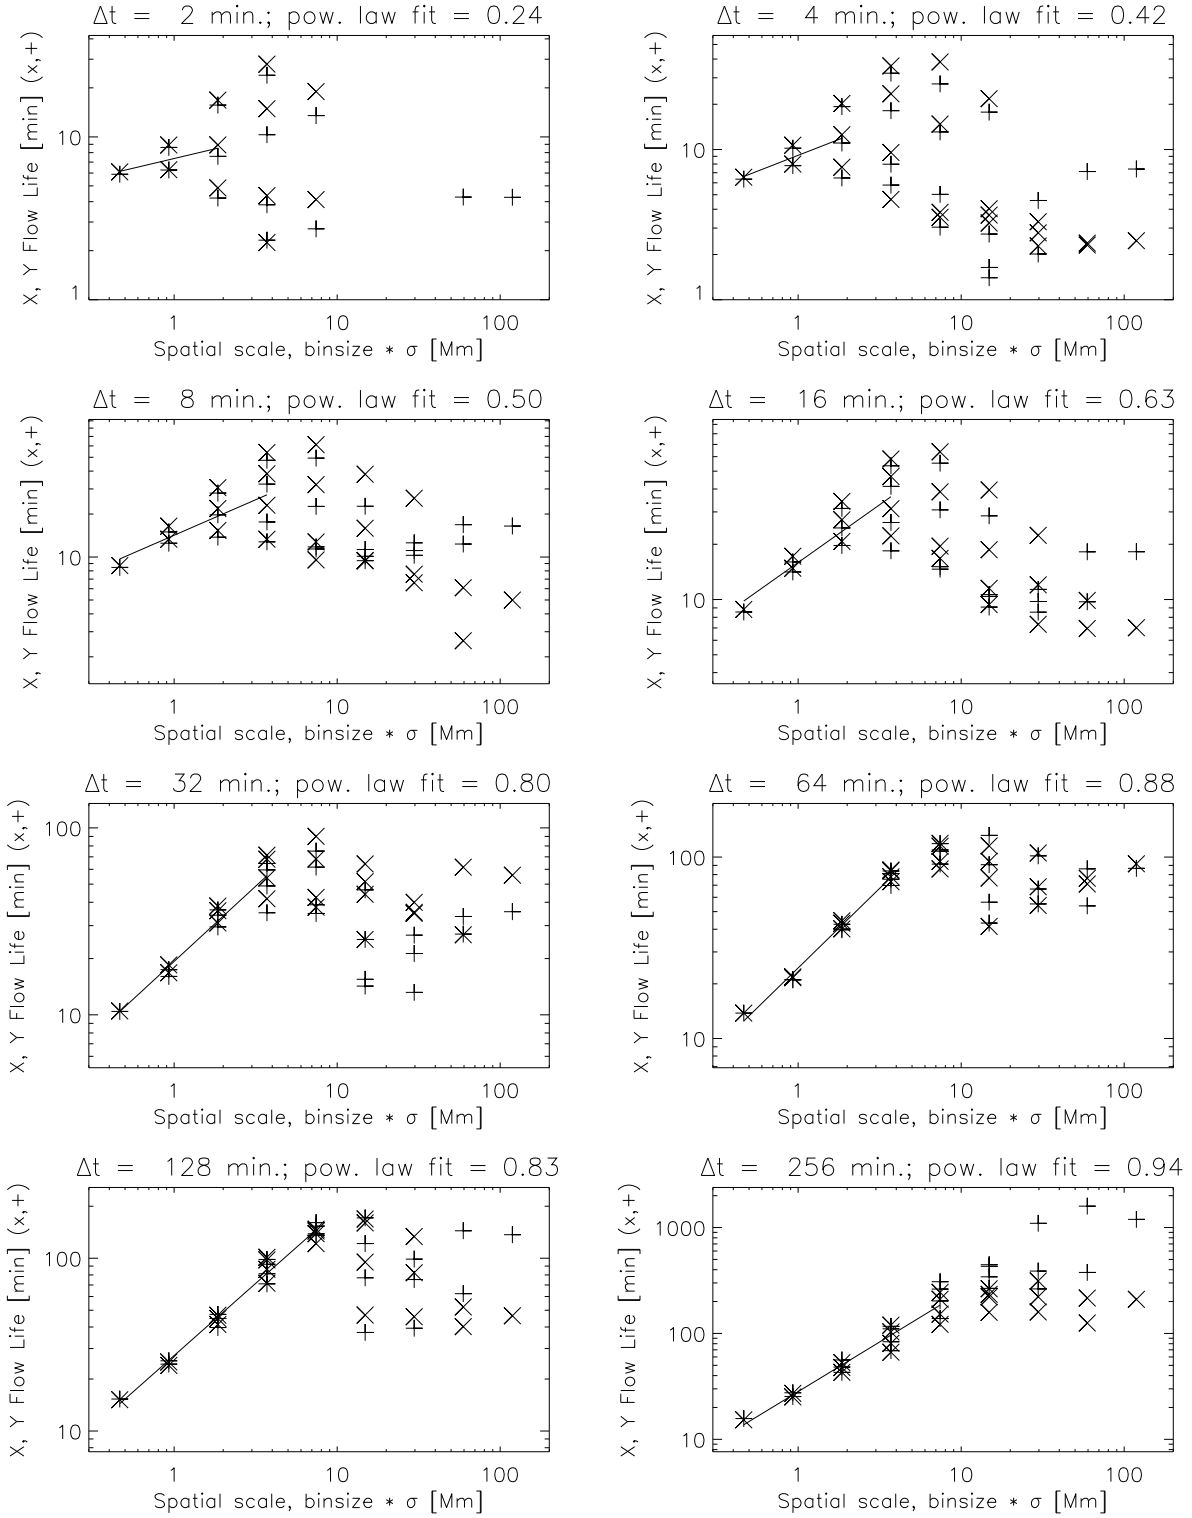 Δt = 2 min.; pow. law fit = 0.24
X, Y Flow Life [min] (x,+)
10
1
1 10 100
Spatial scale, binsize * σ [Mm]
Δt = 4 min.; pow. law fit = 0.42
X, Y Flow Life [min] (x,+)
10
1
1 10 100
Spatial scale, binsize * σ [Mm]
Δt = 8 min.; pow. law fit = 0.50
X, Y Flow Life [min] (x,+)
10
1 10 100
Spatial scale, binsize * σ [Mm]
Δt = 16 min.; pow. law fit = 0.63
X, Y Flow Life [min] (x,+)
10
1 10 100
Spatial scale, binsize * σ [Mm]
Δt = 32 min.; pow. law fit = 0.80
X, Y Flow Life [min] (x,+)
100
10
1 10 100
Spatial scale, binsize * σ [Mm]
Δt = 64 min.; pow. law fit = 0.88
X, Y Flow Life [min] (x,+)
100
10
1 10 100
Spatial scale, binsize * σ [Mm]
Δt = 128 min.; pow. law fit = 0.83
X, Y Flow Life [min] (x,+)
100
10
1 10 100
Spatial scale, binsize * σ [Mm]
Δt = 256 min.; pow. law fit = 0.94
X, Y Flow Life [min] (x,+)
1000
100
10
1 10 100
Spatial scale, binsize * σ [Mm]